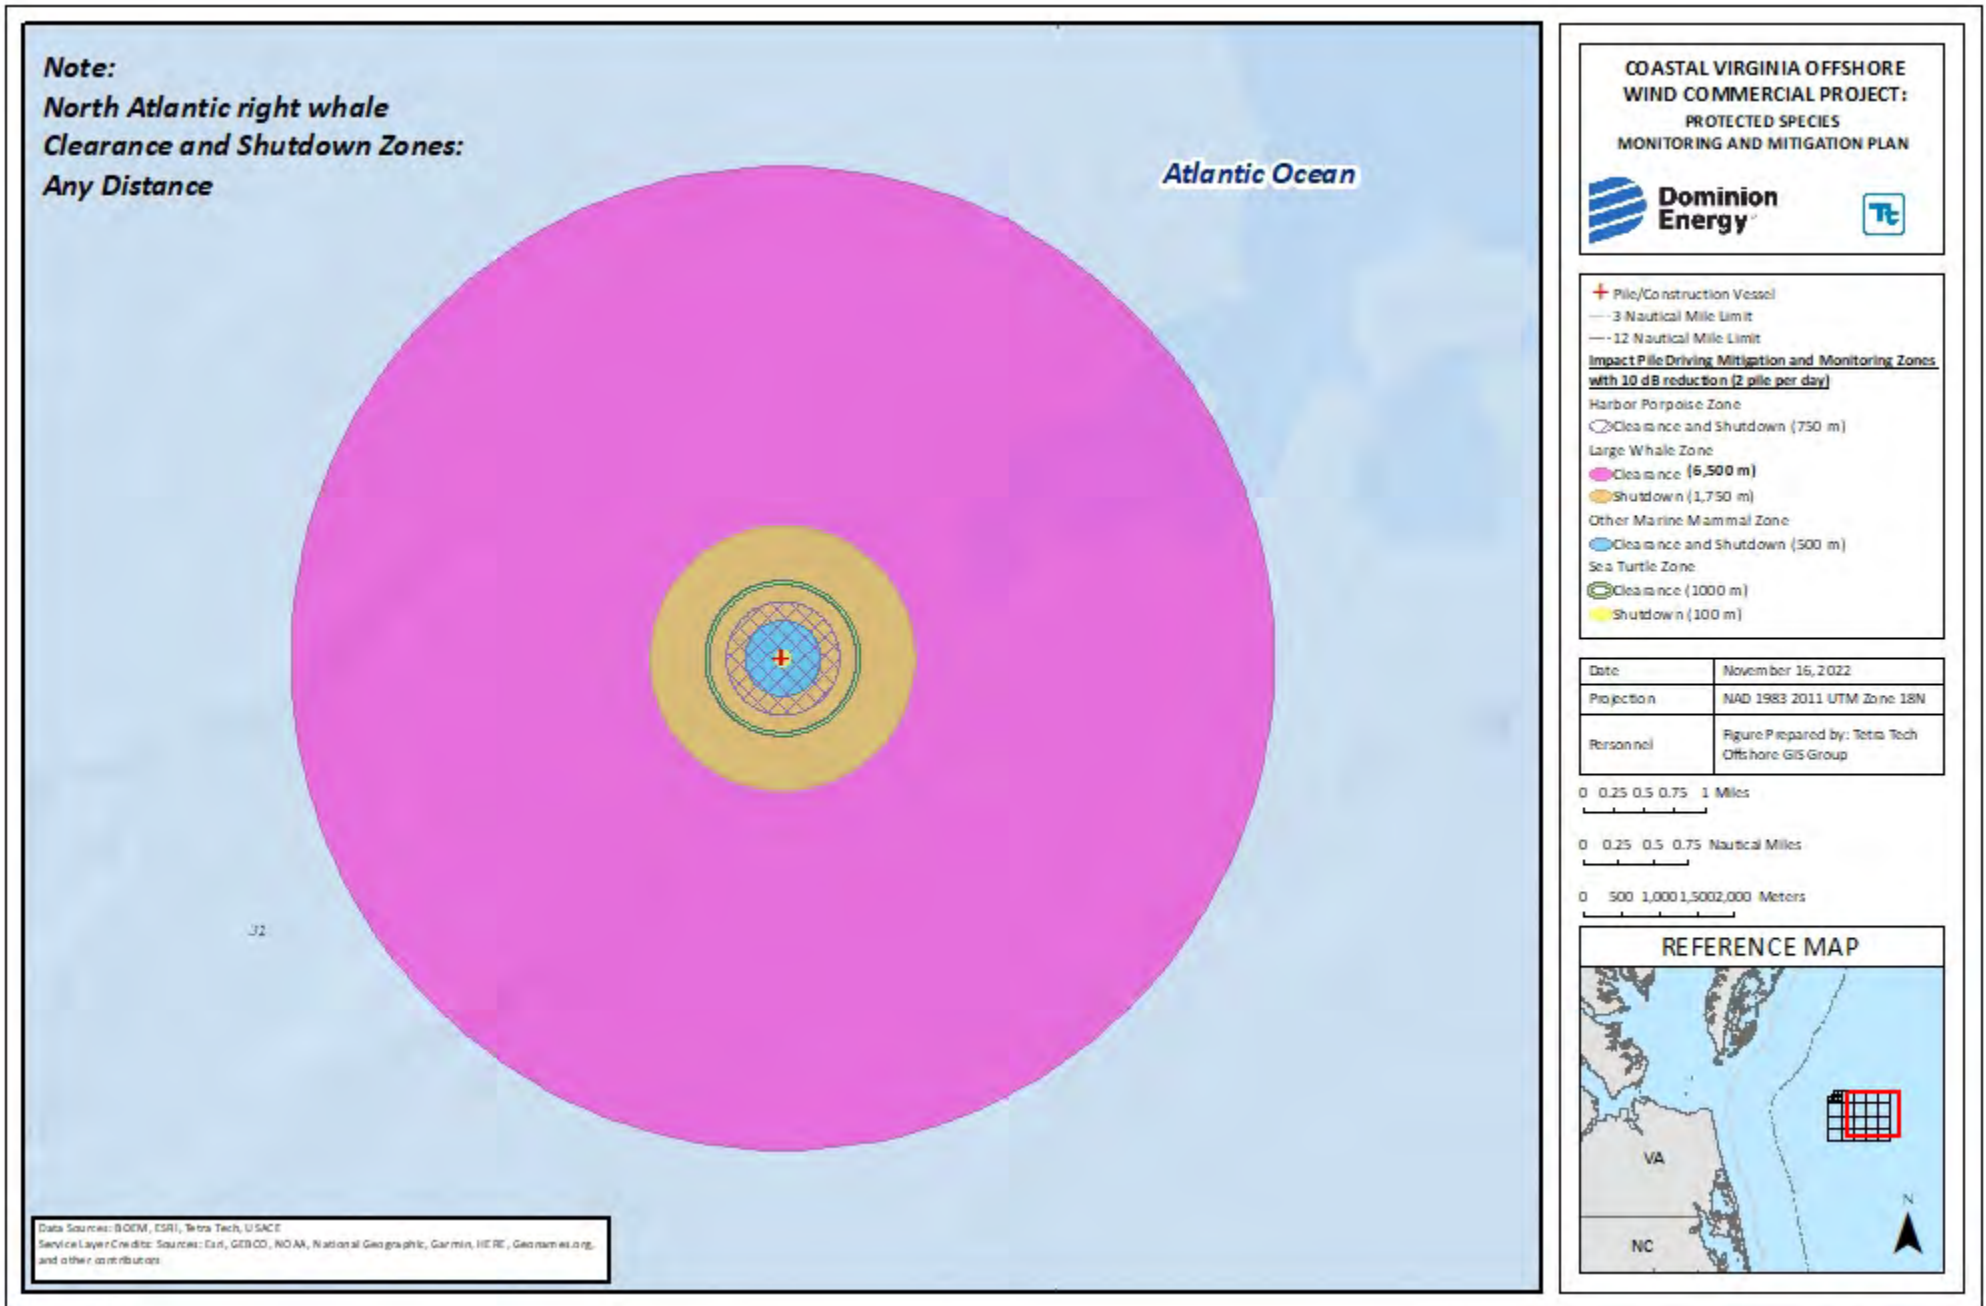 Note:
North Atlantic right whale
Clearance and Shutdown Zones:
Any Distance
Atlantic Ocean
32
Data Sources: BOEM, ESRI, Tetra Tech, USACE
Service Layer Credits: Sources: Esri, GEBCO, NOAA, National Geographic, Garmin, HERE, Geonames.org,
and other contributors
COASTAL VIRGINIA OFFSHORE
WIND COMMERCIAL PROJECT:
PROTECTED SPECIES
MONITORING AND MITIGATION PLAN
Dominion
Energy
Tt
Pile/Construction Vessel
3 Nautical Mile Limit
12 Nautical Mile Limit
Impact Pile Driving Mitigation and Monitoring Zones
with 10 dB reduction (2 pile per day)
Harbor Porpoise Zone
Clearance and Shutdown (750 m)
Large Whale Zone
Clearance (6,500 m)
Shutdown (1,750 m)
Other Marine Mammal Zone
Clearance and Shutdown (500 m)
Sea Turtle Zone
Clearance (1000 m)
Shutdown (100 m)
Date November 16, 2022
Projection NAD 1983 2011 UTM Zone 18N
Personnel Figure Prepared by: Tetra Tech
Offshore GIS Group
0 0.25 0.5 0.75 1 Miles
0 0.25 0.5 0.75 Nautical Miles
0 500 1,000 1,500 2,000 Meters
REFERENCE MAP
VA
N
NC